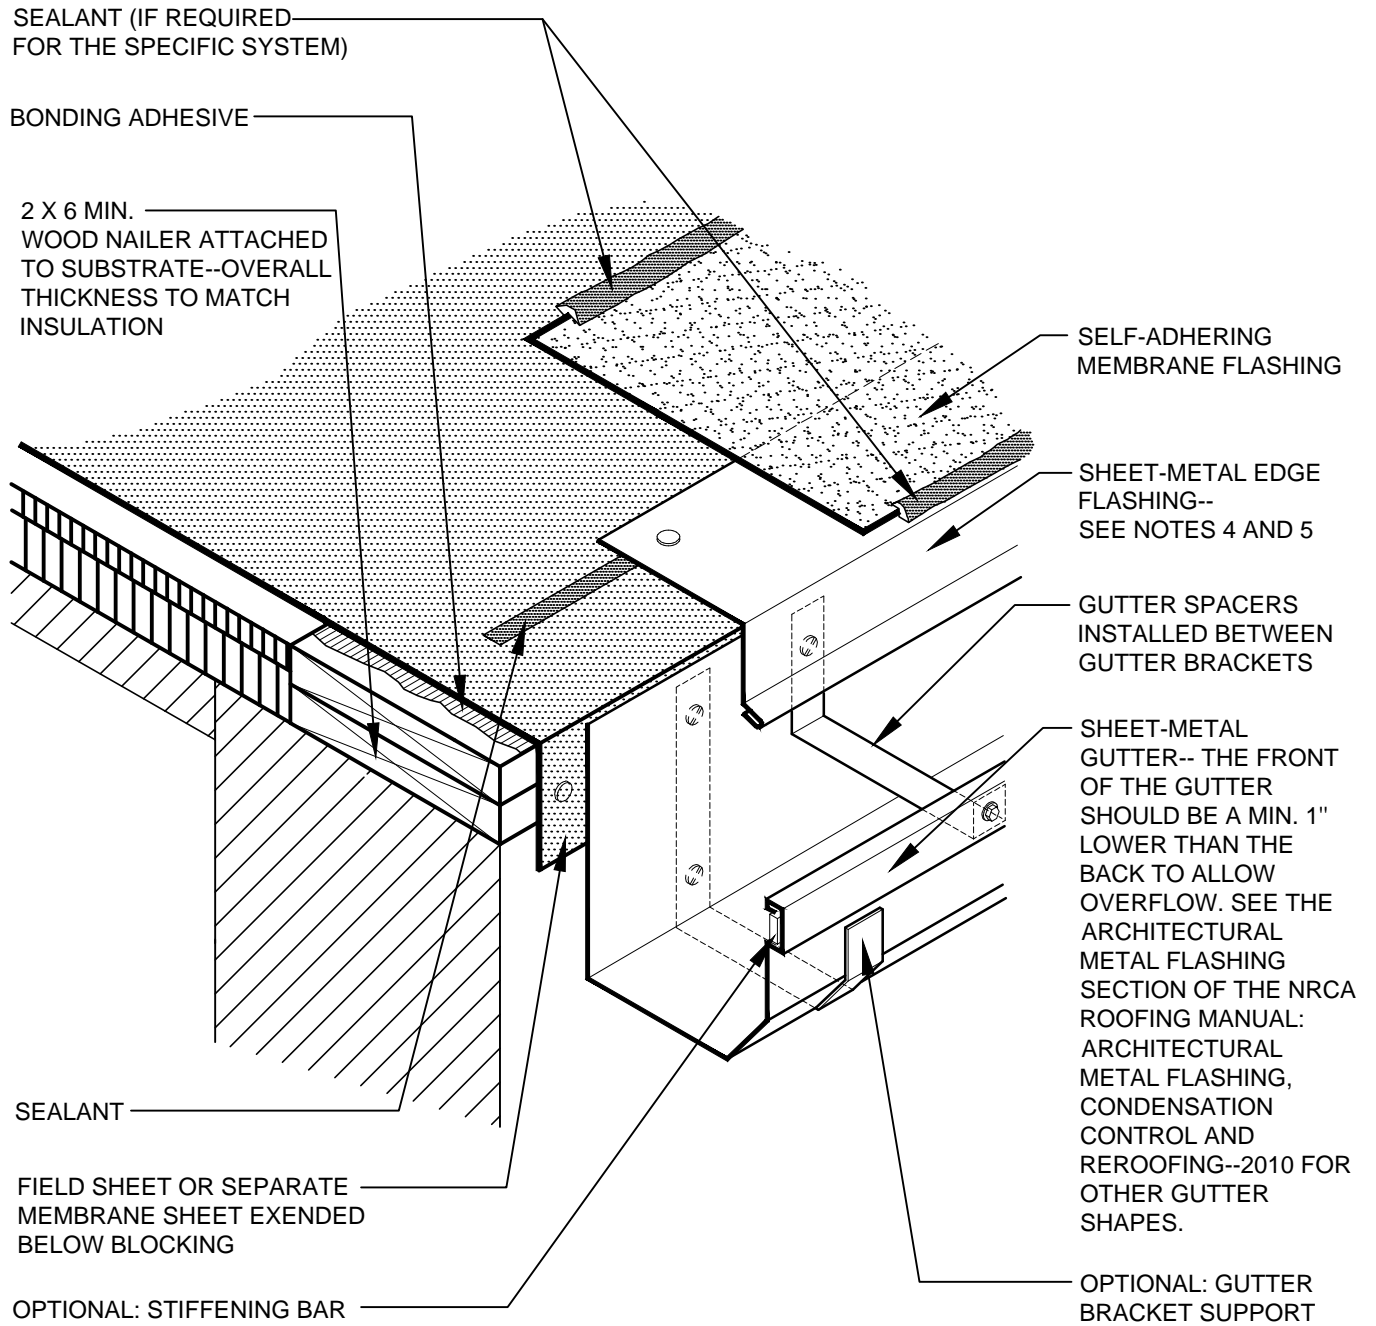 SEALANT (IF REQUIRED
FOR THE SPECIFIC SYSTEM)
BONDING ADHESIVE
2 X 6 MIN.
WOOD NAILER ATTACHED
TO SUBSTRATE--OVERALL
THICKNESS TO MATCH
INSULATION
SELF-ADHERING
MEMBRANE FLASHING
SHEET-METAL EDGE
FLASHING--
SEE NOTES 4 AND 5
GUTTER SPACERS
INSTALLED BETWEEN
GUTTER BRACKETS
SHEET-METAL
GUTTER-- THE FRONT
OF THE GUTTER
SHOULD BE A MIN. 1"
LOWER THAN THE
BACK TO ALLOW
OVERFLOW. SEE THE
ARCHITECTURAL
METAL FLASHING
SECTION OF THE NRCA
ROOFING MANUAL:
ARCHITECTURAL
METAL FLASHING,
CONDENSATION
CONTROL AND
REROOFING--2010 FOR
OTHER GUTTER
SHAPES.
SEALANT
FIELD SHEET OR SEPARATE
MEMBRANE SHEET EXENDED
BELOW BLOCKING
OPTIONAL: STIFFENING BAR
OPTIONAL: GUTTER
BRACKET SUPPORT